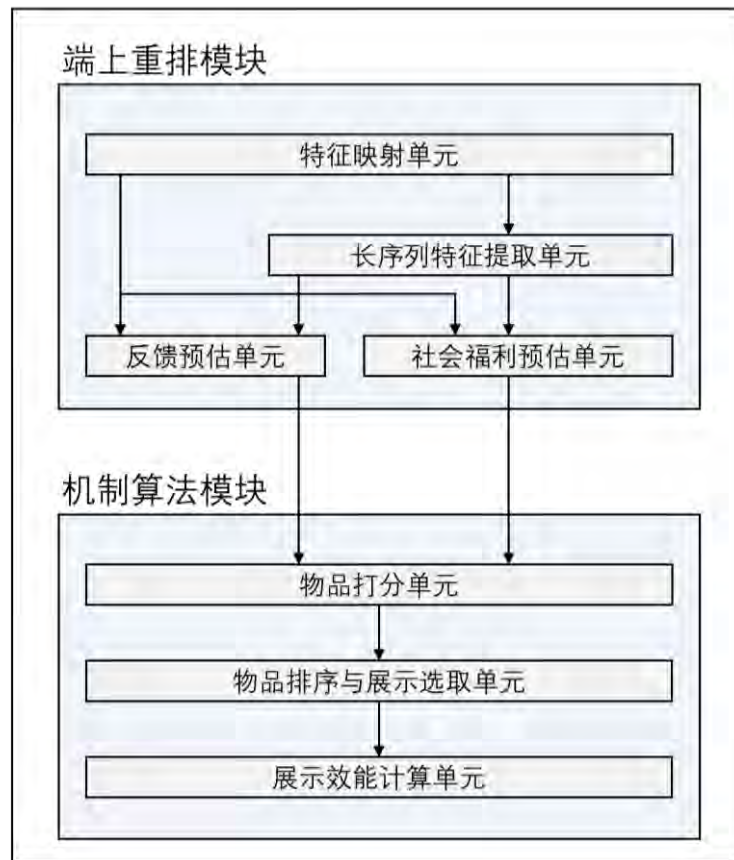 端上重排模块
特征映射单元
长序列特征提取单元
反馈预估单元
社会福利预估单元
机制算法模块
物品打分单元
物品排序与展示选取单元
展示效能计算单元